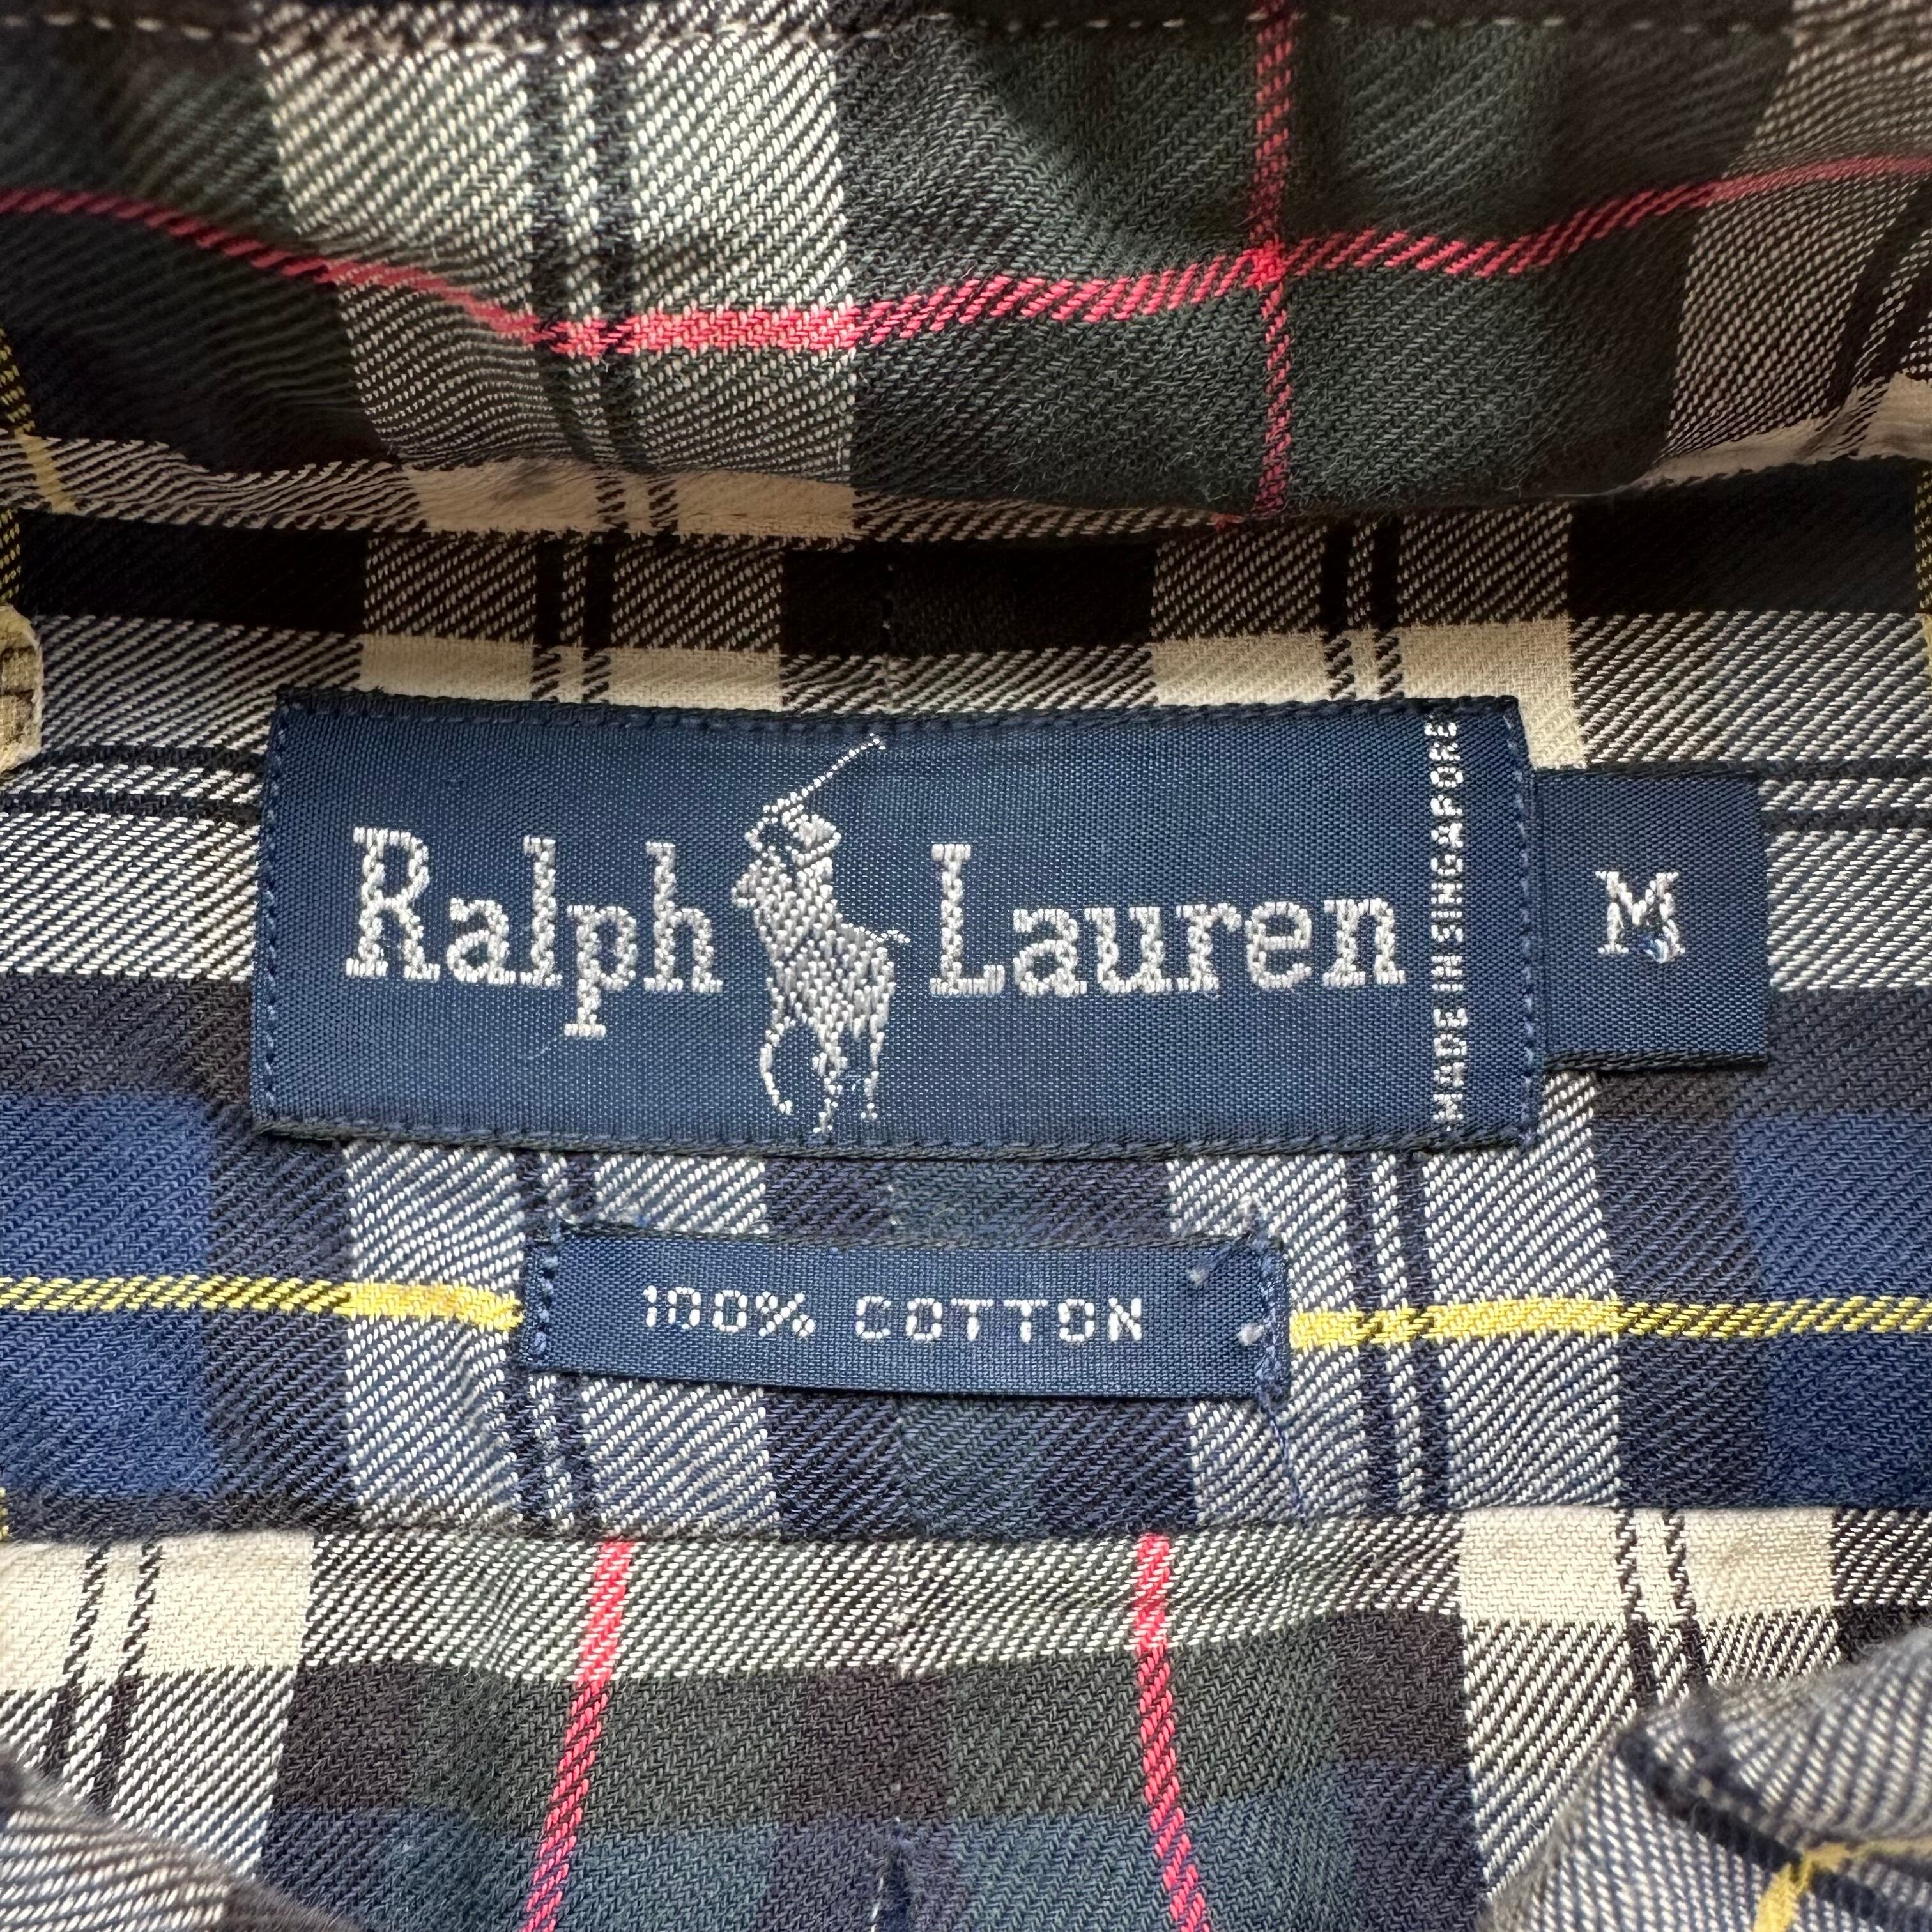 Ralph Lauren
MADE IN SINGAPORE
M
100% COTTON